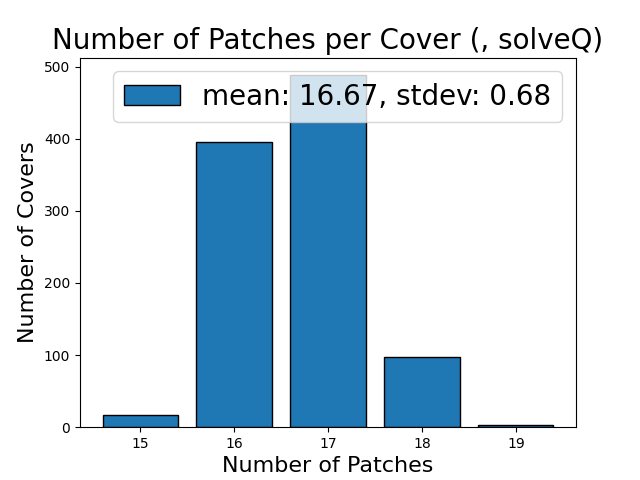 Number of Patches per Cover (, solveQ)
mean: 16.67, stdev: 0.68
Number of Covers
500
400
300
200
100
0
15 16 17 18 19
Number of Patches